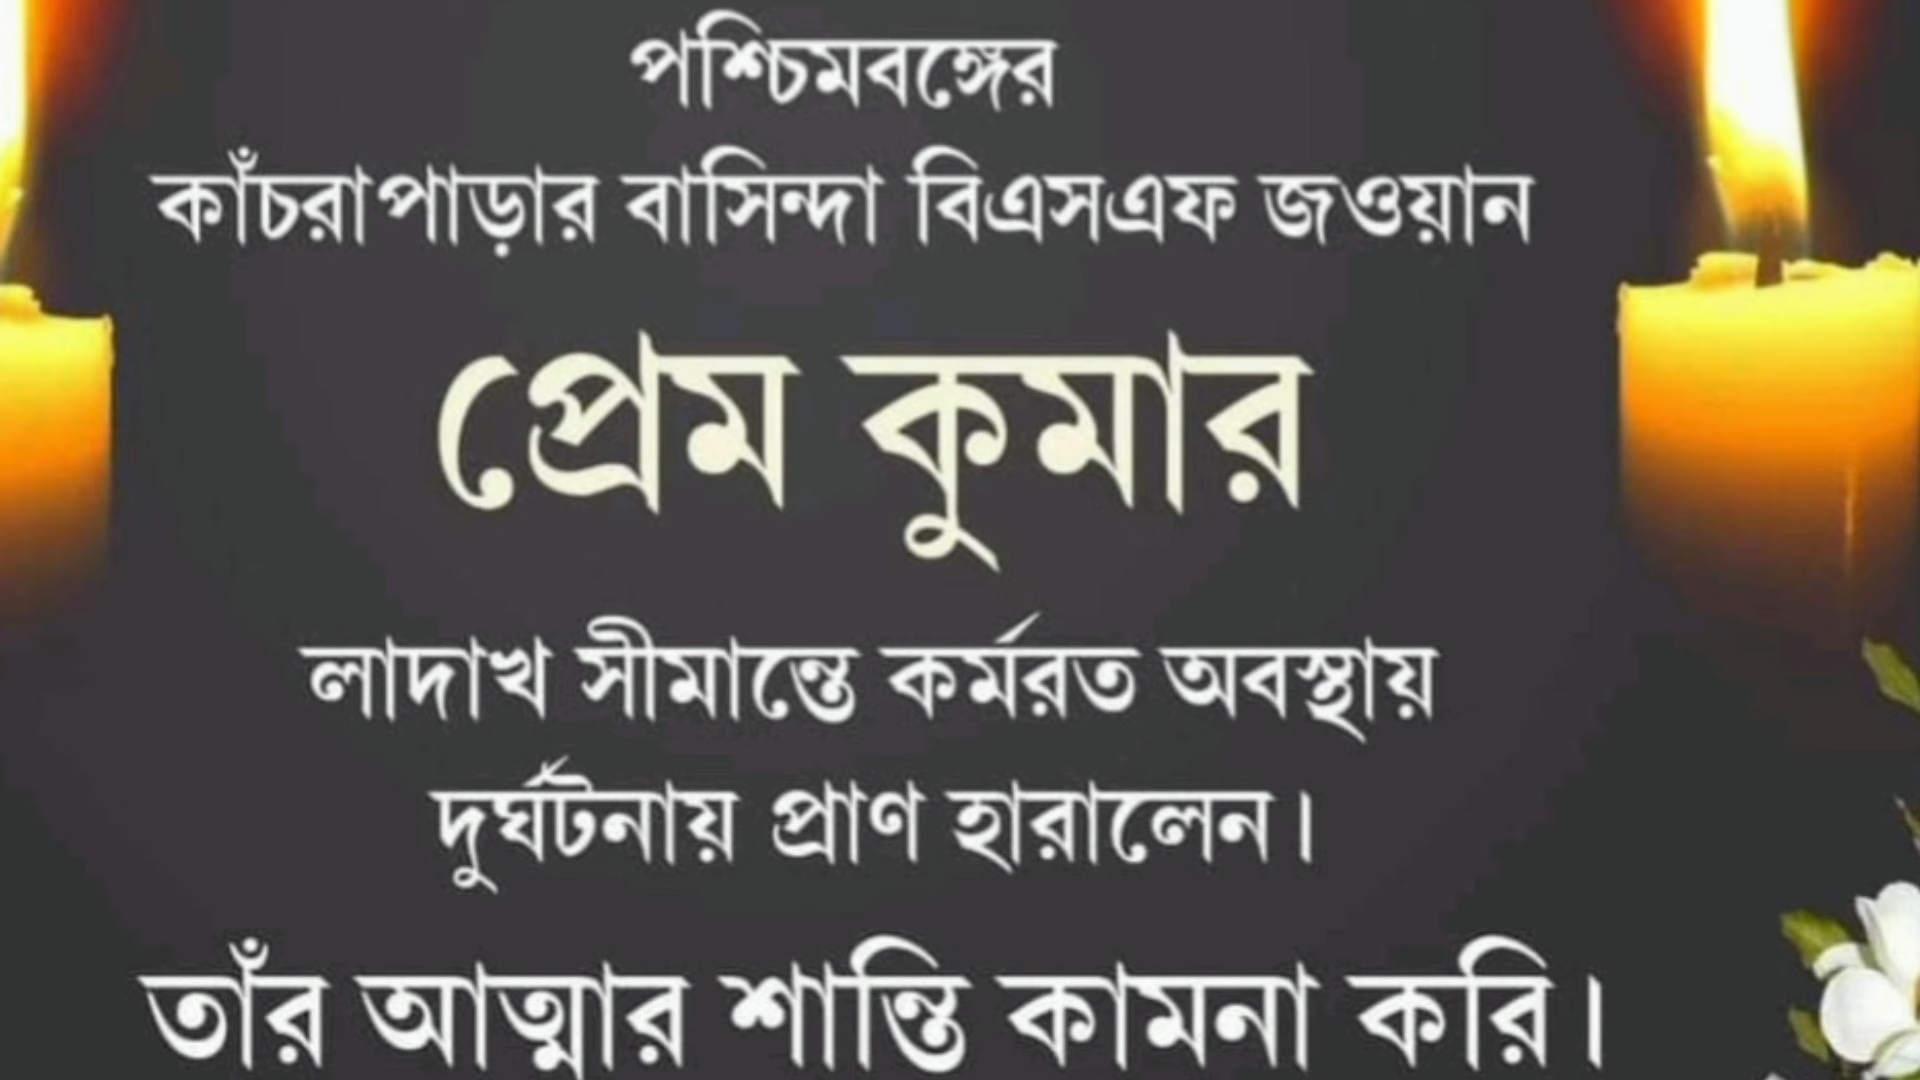 পশ্চিমবঙ্গের
কাঁচরাপাড়ার বাসিন্দা বিএসএফ জওয়ান
প্রেম কুমার
লাদাখ সীমান্তে কর্মরত অবস্থায়
দুর্ঘটনায় প্রাণ হারালেন।
তাঁর আত্মার শান্তি কামনা করি।